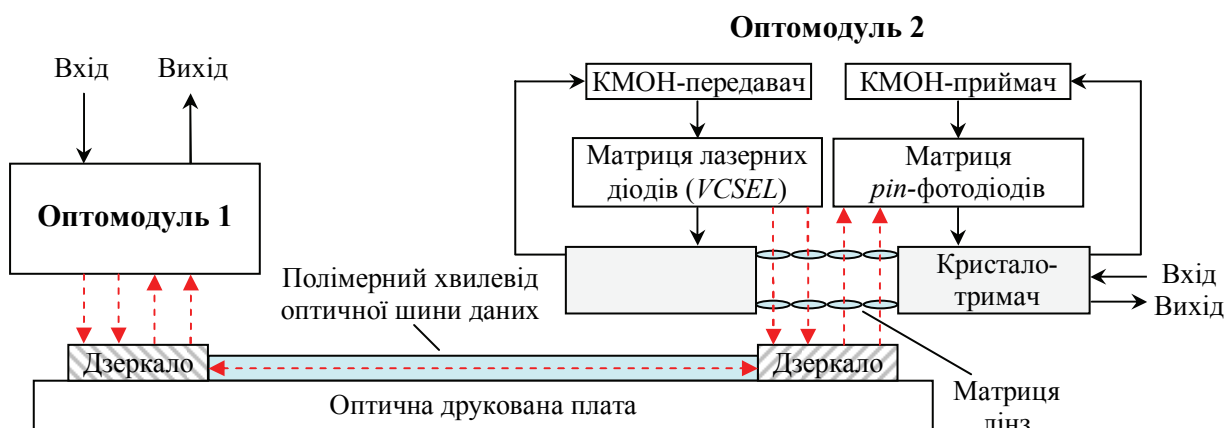 Оптомодуль 2
Вхід
Вихід
КМОН-передавач
КМОН-приймач
Матриця лазерних
діодів (VCSEL)
Матриця
pin-фотодіодів
Оптомодуль 1
Полімерний хвилевід
оптичної шини даних
Кристало-
тримач
Вхід
Вихід
Дзеркало
Дзеркало
Оптична друкована плата
Матриця
лінз